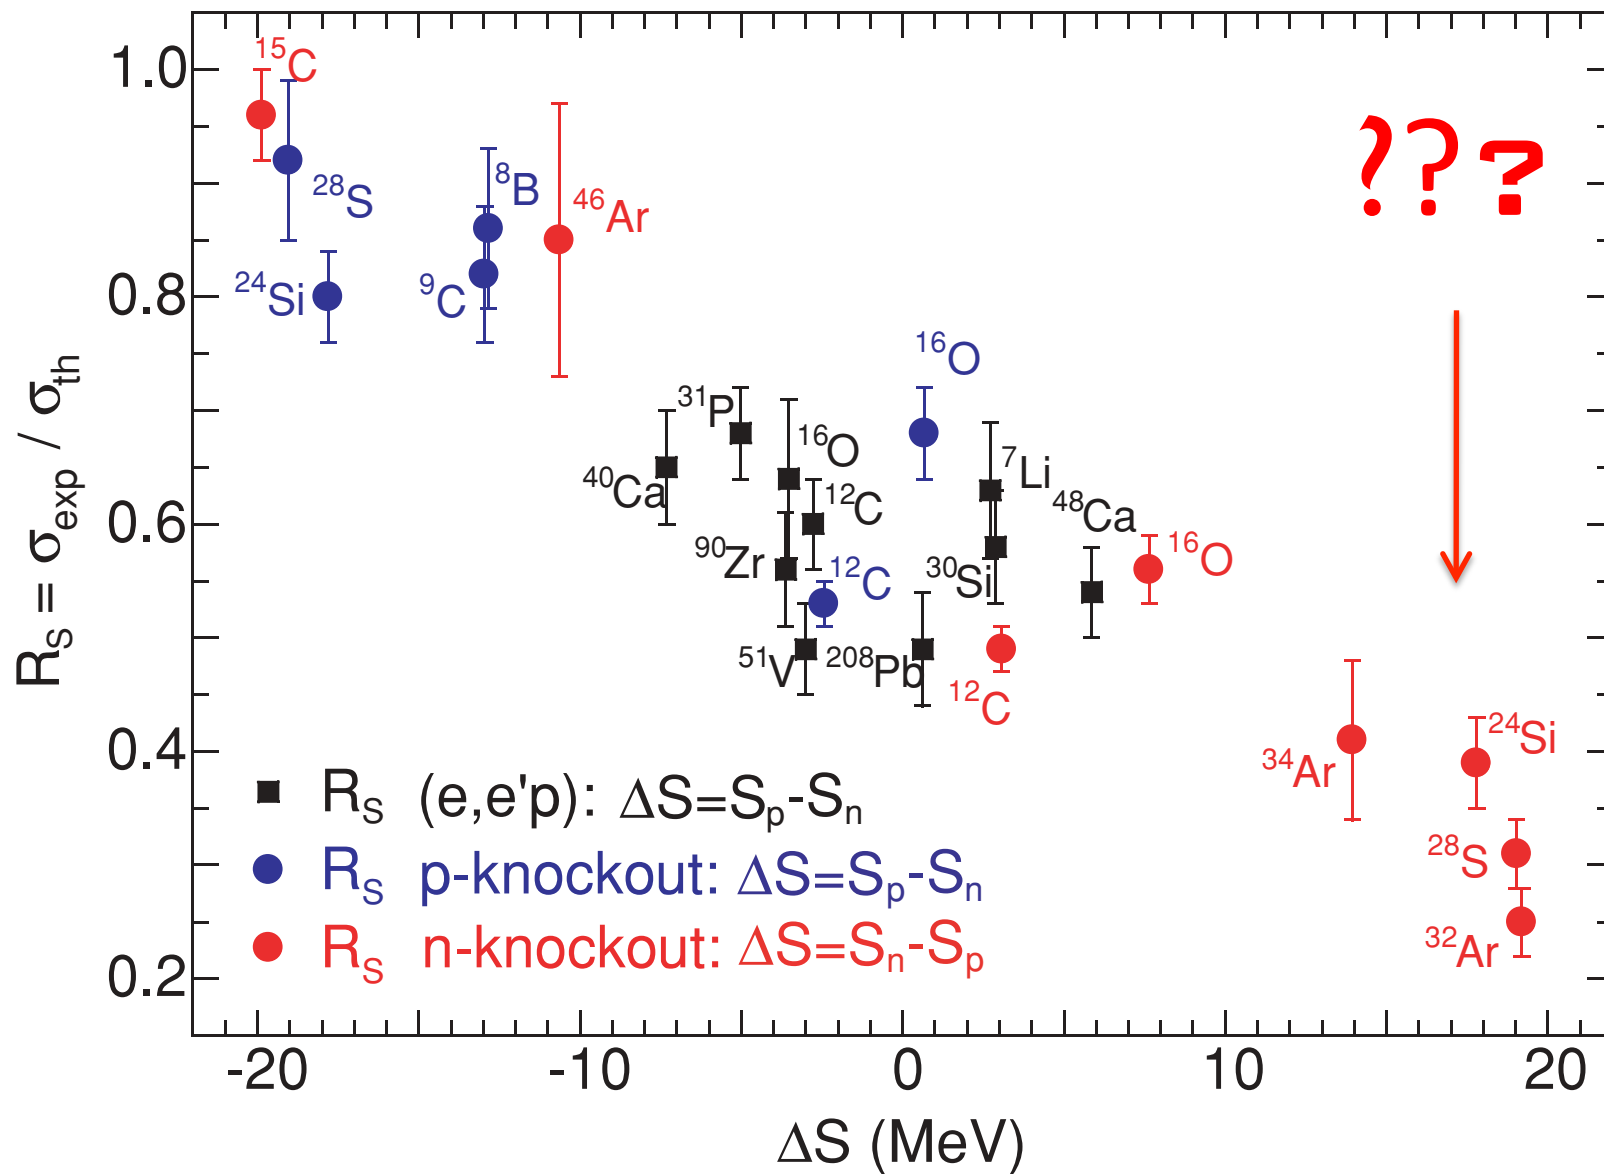 1.0
0.8
0.6
0.4
0.2
R_S = σ_exp / σ_th
-20
-10
0
10
20
ΔS (MeV)
¹⁵C
²⁸S
²⁴Si
⁸B
⁹C
⁴⁶Ar
???
¹⁶O
³¹P
¹⁶O
⁴⁰Ca
¹²C
⁷Li
⁴⁸Ca
⁹⁰Zr
¹²C
³⁰Si
¹⁶O
⁵¹V
²⁰⁸Pb
¹²C
³⁴Ar
²⁴Si
²⁸S
³²Ar
R_S (e,e'p): ΔS=S_p-S_n
R_S p-knockout: ΔS=S_p-S_n
R_S n-knockout: ΔS=S_n-S_p